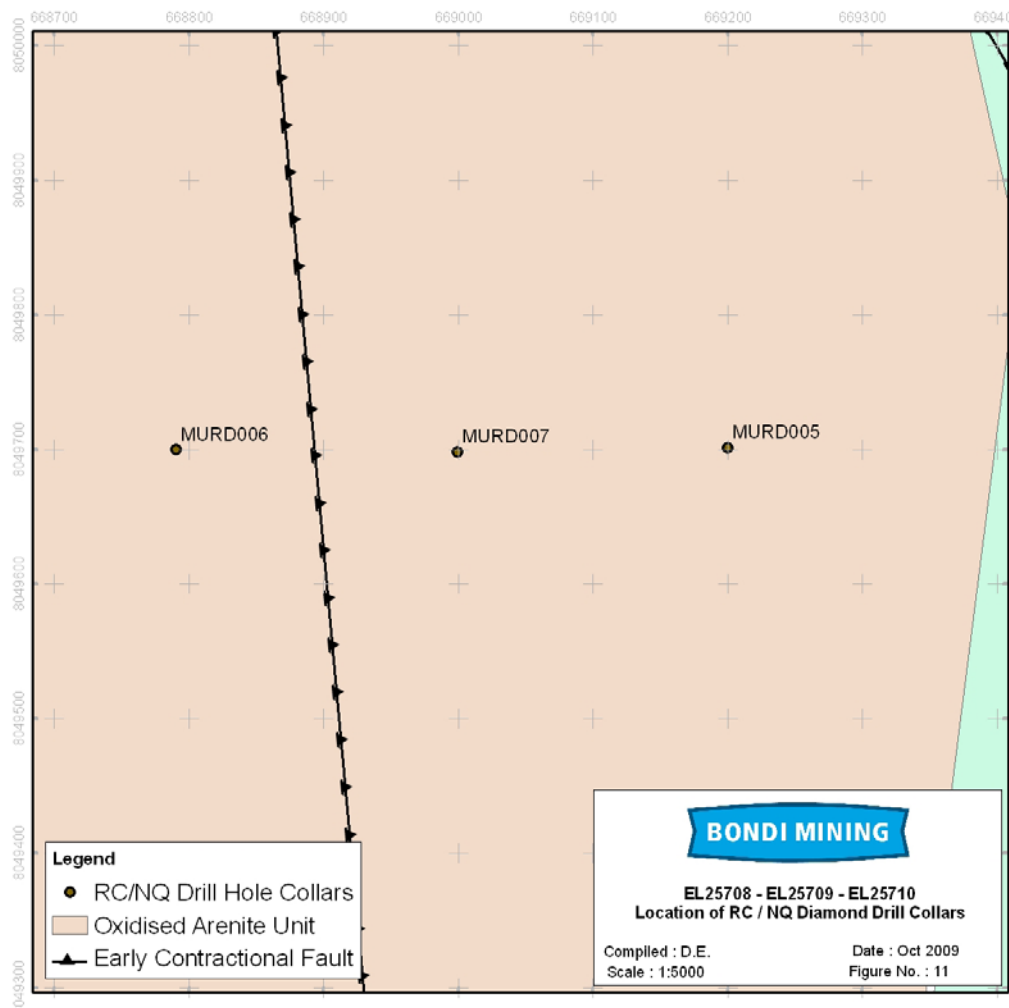 668700 668800 668900 669000 669100 669200 669300 66940
8050000
8049900
8049800
8049700
8049600
8049500
8049400
049300
MURD006
MURD007
MURD005
Legend
RC/NQ Drill Hole Collars
Oxidised Arenite Unit
Early Contractional Fault
BONDI MINING
EL25708 - EL25709 - EL25710
Location of RC / NQ Diamond Drill Collars
Compiled : D.E. Date : Oct 2009
Scale : 1:5000 Figure No. : 11